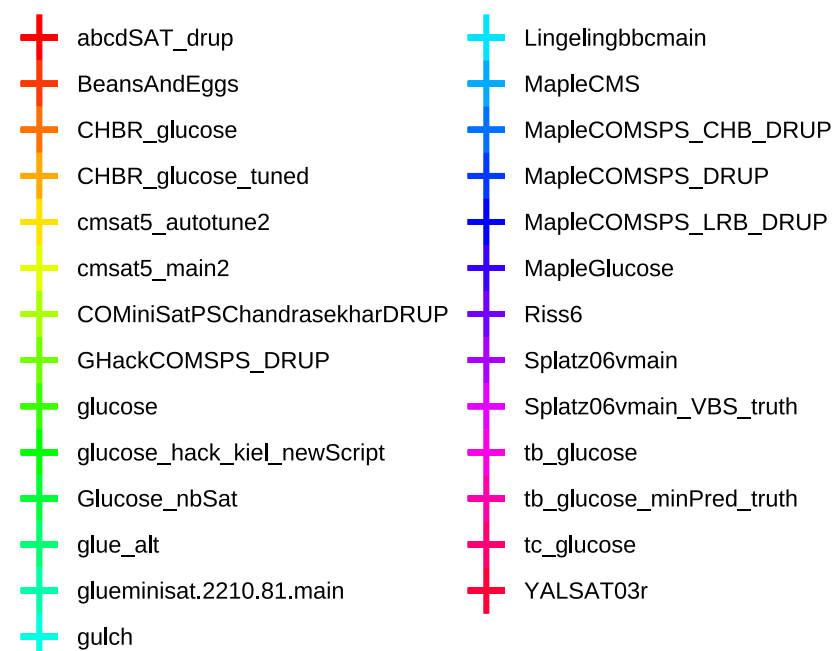 abcdSAT_drup
BeansAndEggs
CHBR_glucose
CHBR_glucose_tuned
cmsat5_autotune2
cmsat5_main2
COMiniSatPSChandrasekharDRUP
GHackCOMSPS_DRUP
glucose
glucose_hack_kiel_newScript
Glucose_nbSat
glue_alt
glueminisat.2210.81.main
gulch
Lingelingbbcmain
MapleCMS
MapleCOMSPS_CHB_DRUP
MapleCOMSPS_DRUP
MapleCOMSPS_LRB_DRUP
MapleGlucose
Riss6
Splatz06vmain
Splatz06vmain_VBS_truth
tb_glucose
tb_glucose_minPred_truth
tc_glucose
YALSAT03r